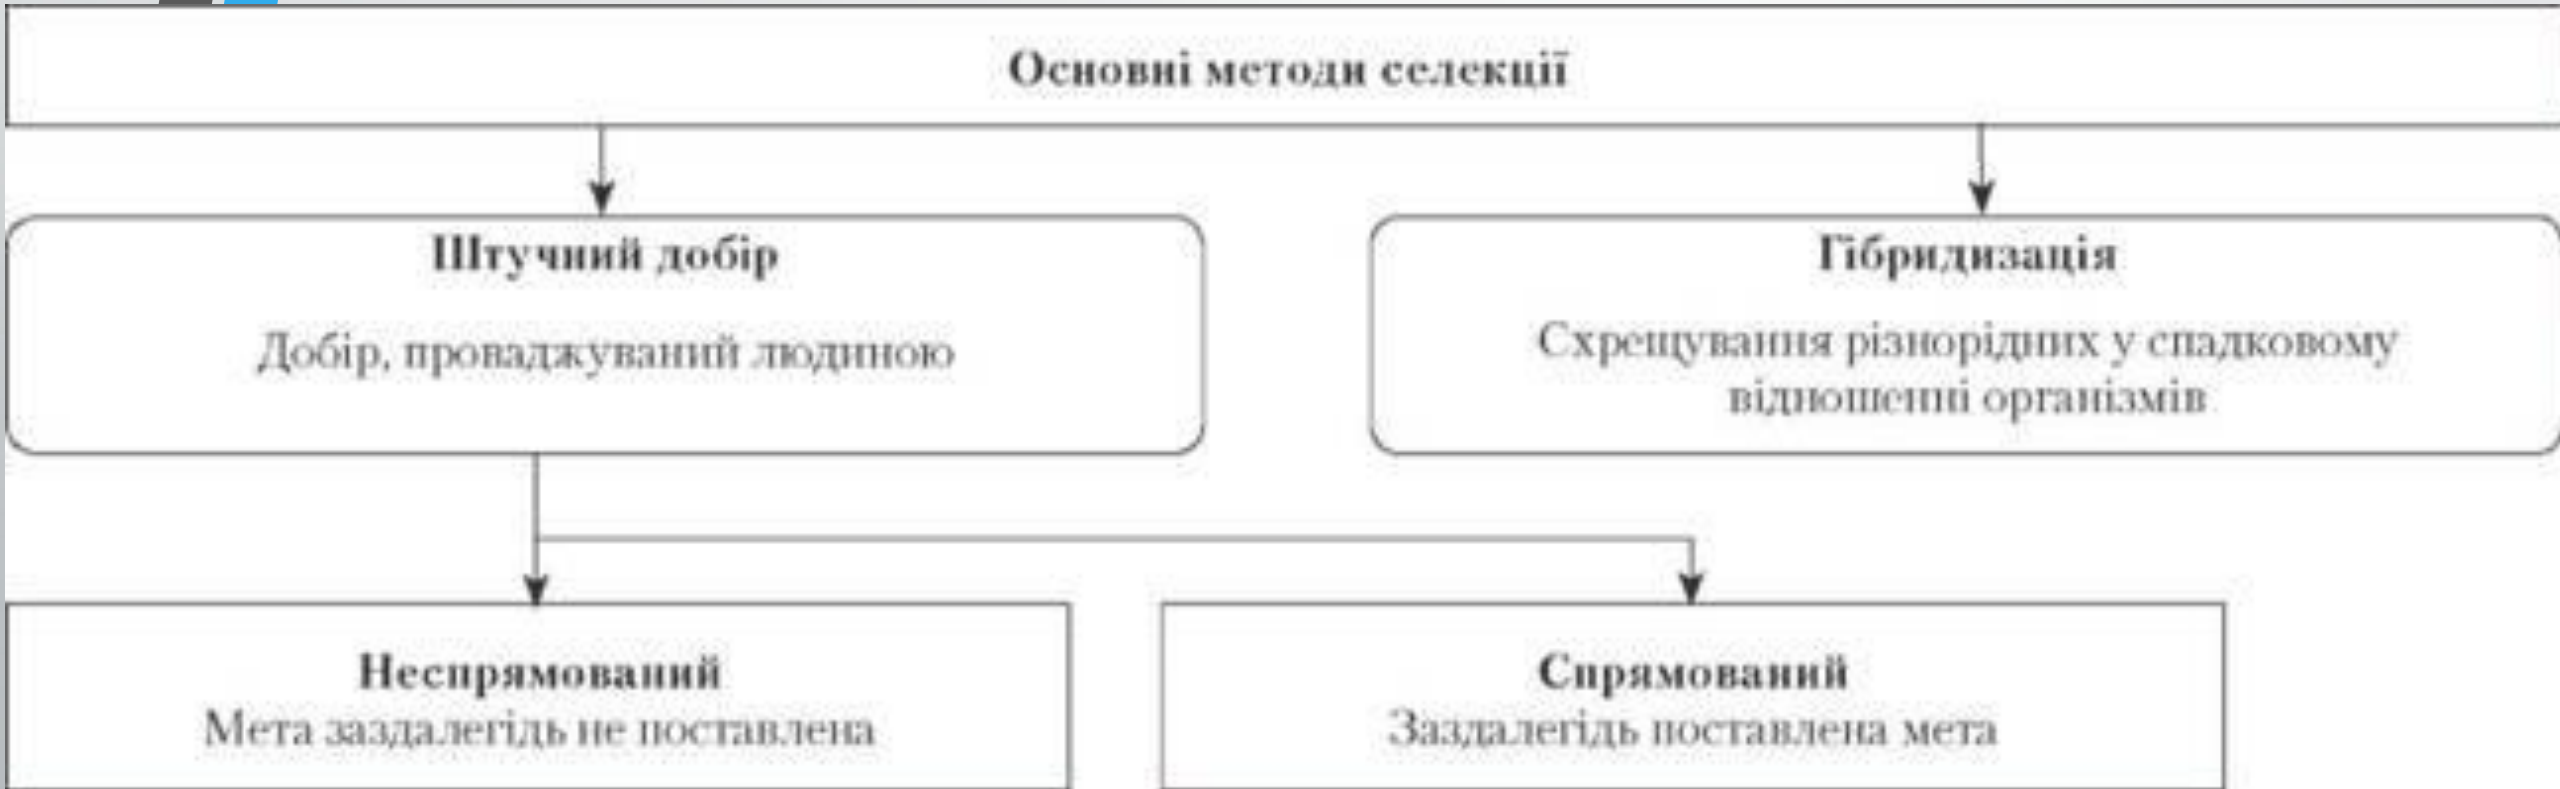 Основні методи селекції
Штучний добір
Добір, проваджуваний людиною
Гібридизація
Схрещування різнорідних у спадковому
відношенні організмів
Неспрямований
Мета заздалегідь не поставлена
Спрямований
Заздалегідь поставлена мета